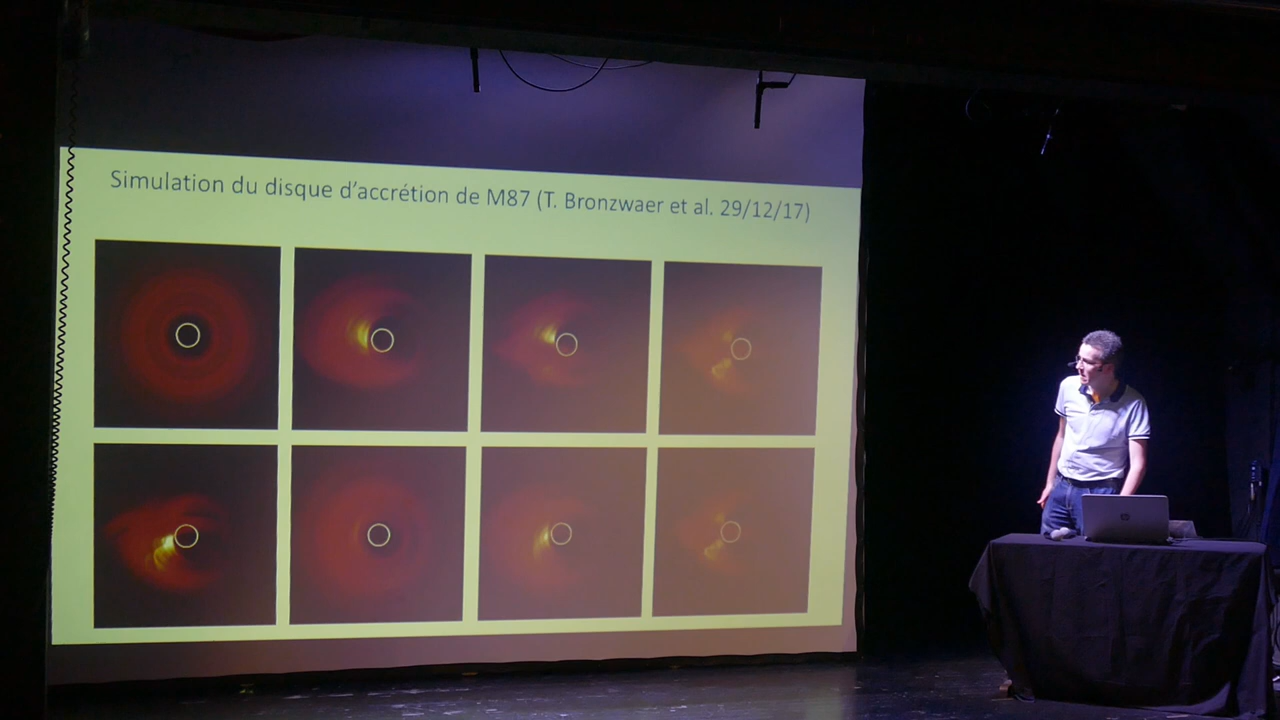 Simulation du disque d’accrétion de M87 (T. Bronzwaer et al. 29/12/17)